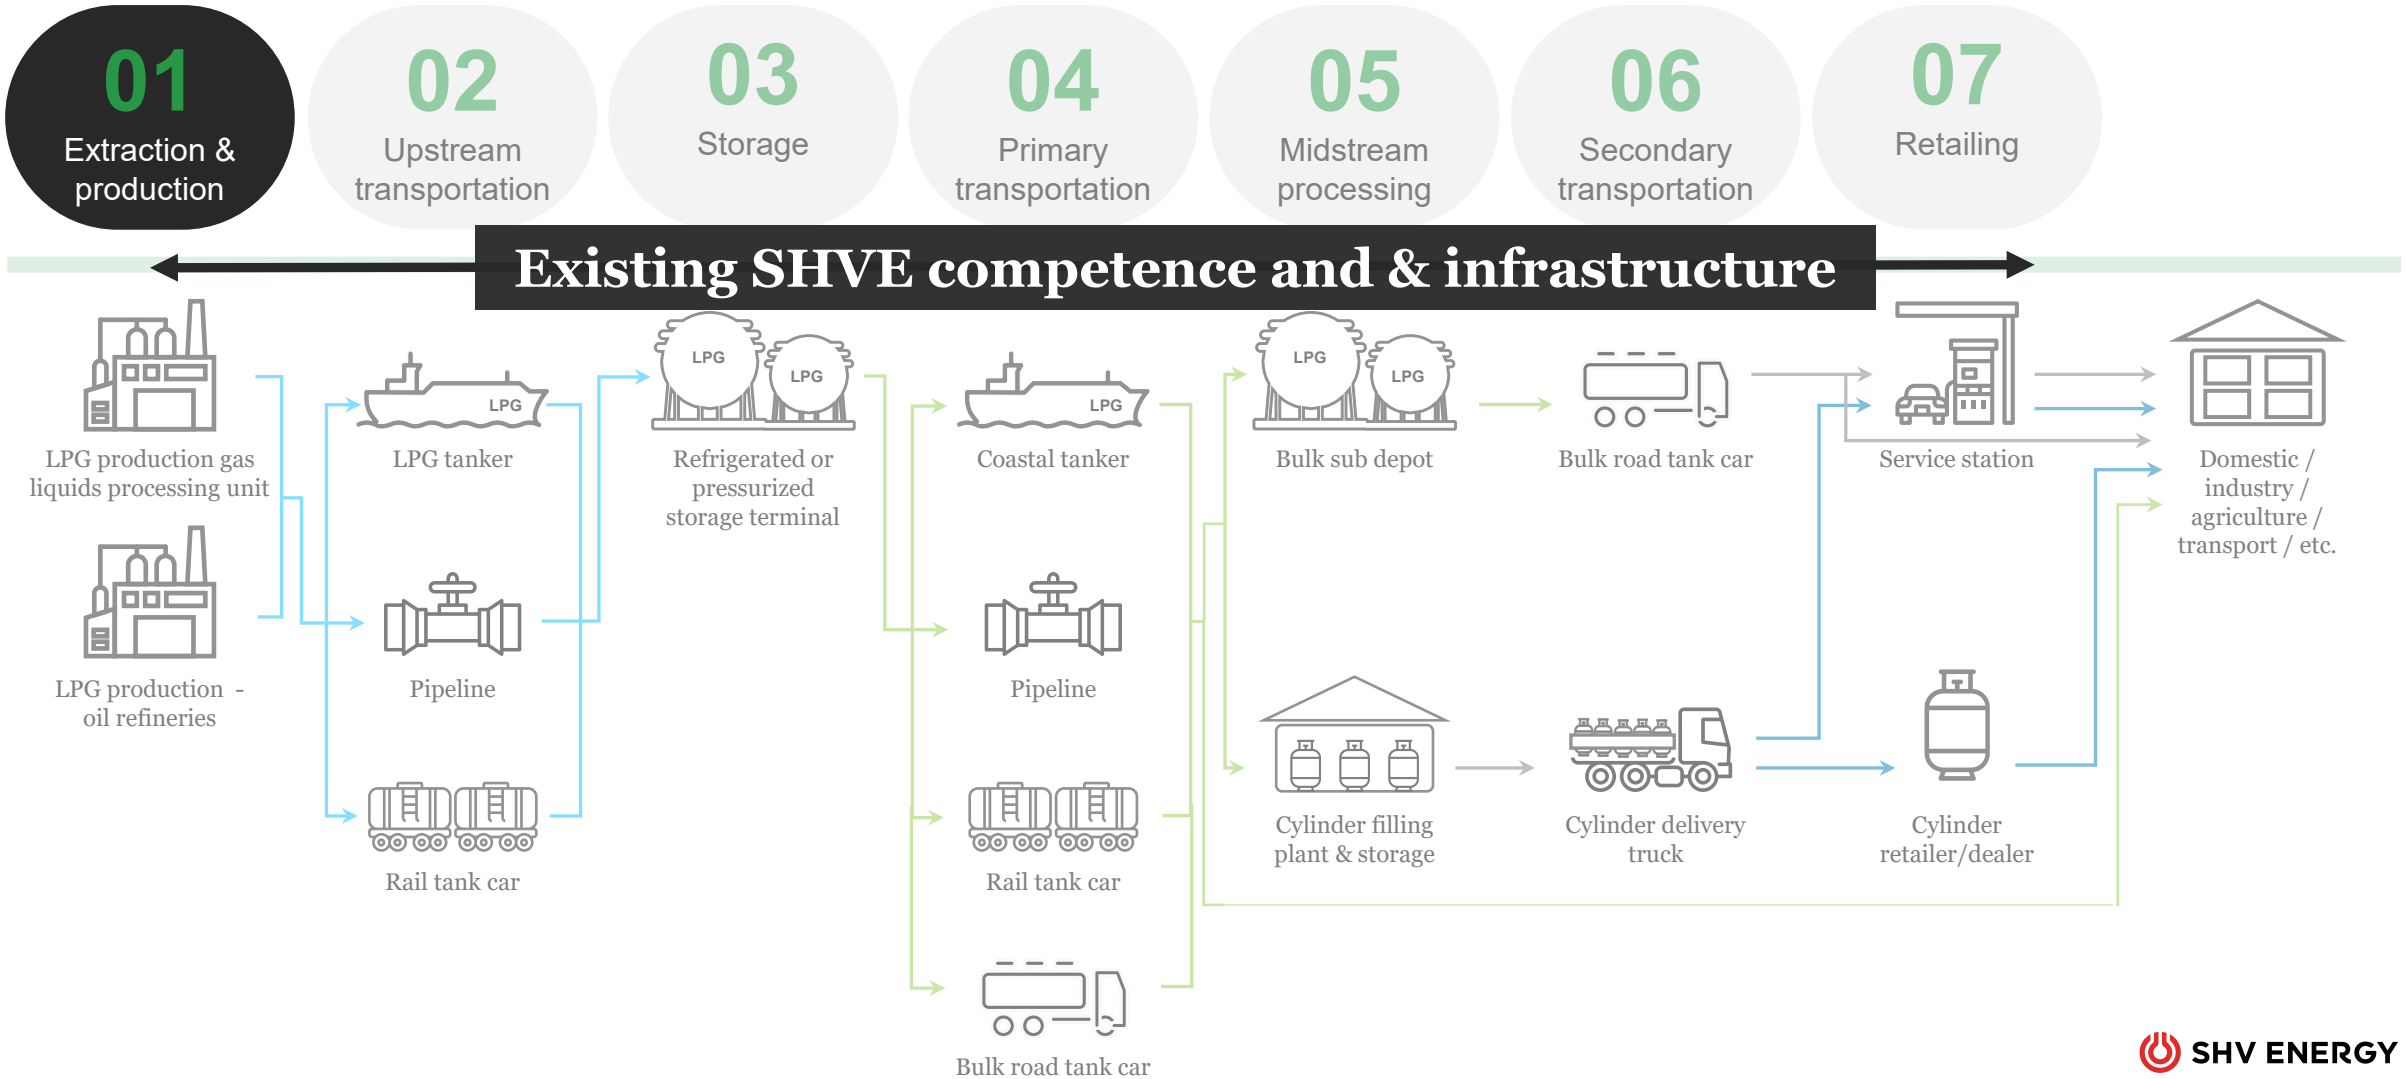 01
Extraction &
production
02
Upstream
transportation
03
Storage
04
Primary
transportation
05
Midstream
processing
06
Secondary
transportation
07
Retailing
Existing SHVE competence and & infrastructure
LPG production gas
liquids processing unit
LPG production -
oil refineries
LPG
LPG tanker
Pipeline
Rail tank car
LPG
LPG
Refrigerated or
pressurized
storage terminal
LPG
Coastal tanker
Pipeline
Rail tank car
Bulk road tank car
LPG
LPG
Bulk sub depot
Cylinder filling
plant & storage
Bulk road tank car
Cylinder delivery
truck
Service station
Cylinder
retailer/dealer
Domestic /
industry /
agriculture /
transport / etc.
SHV ENERGY